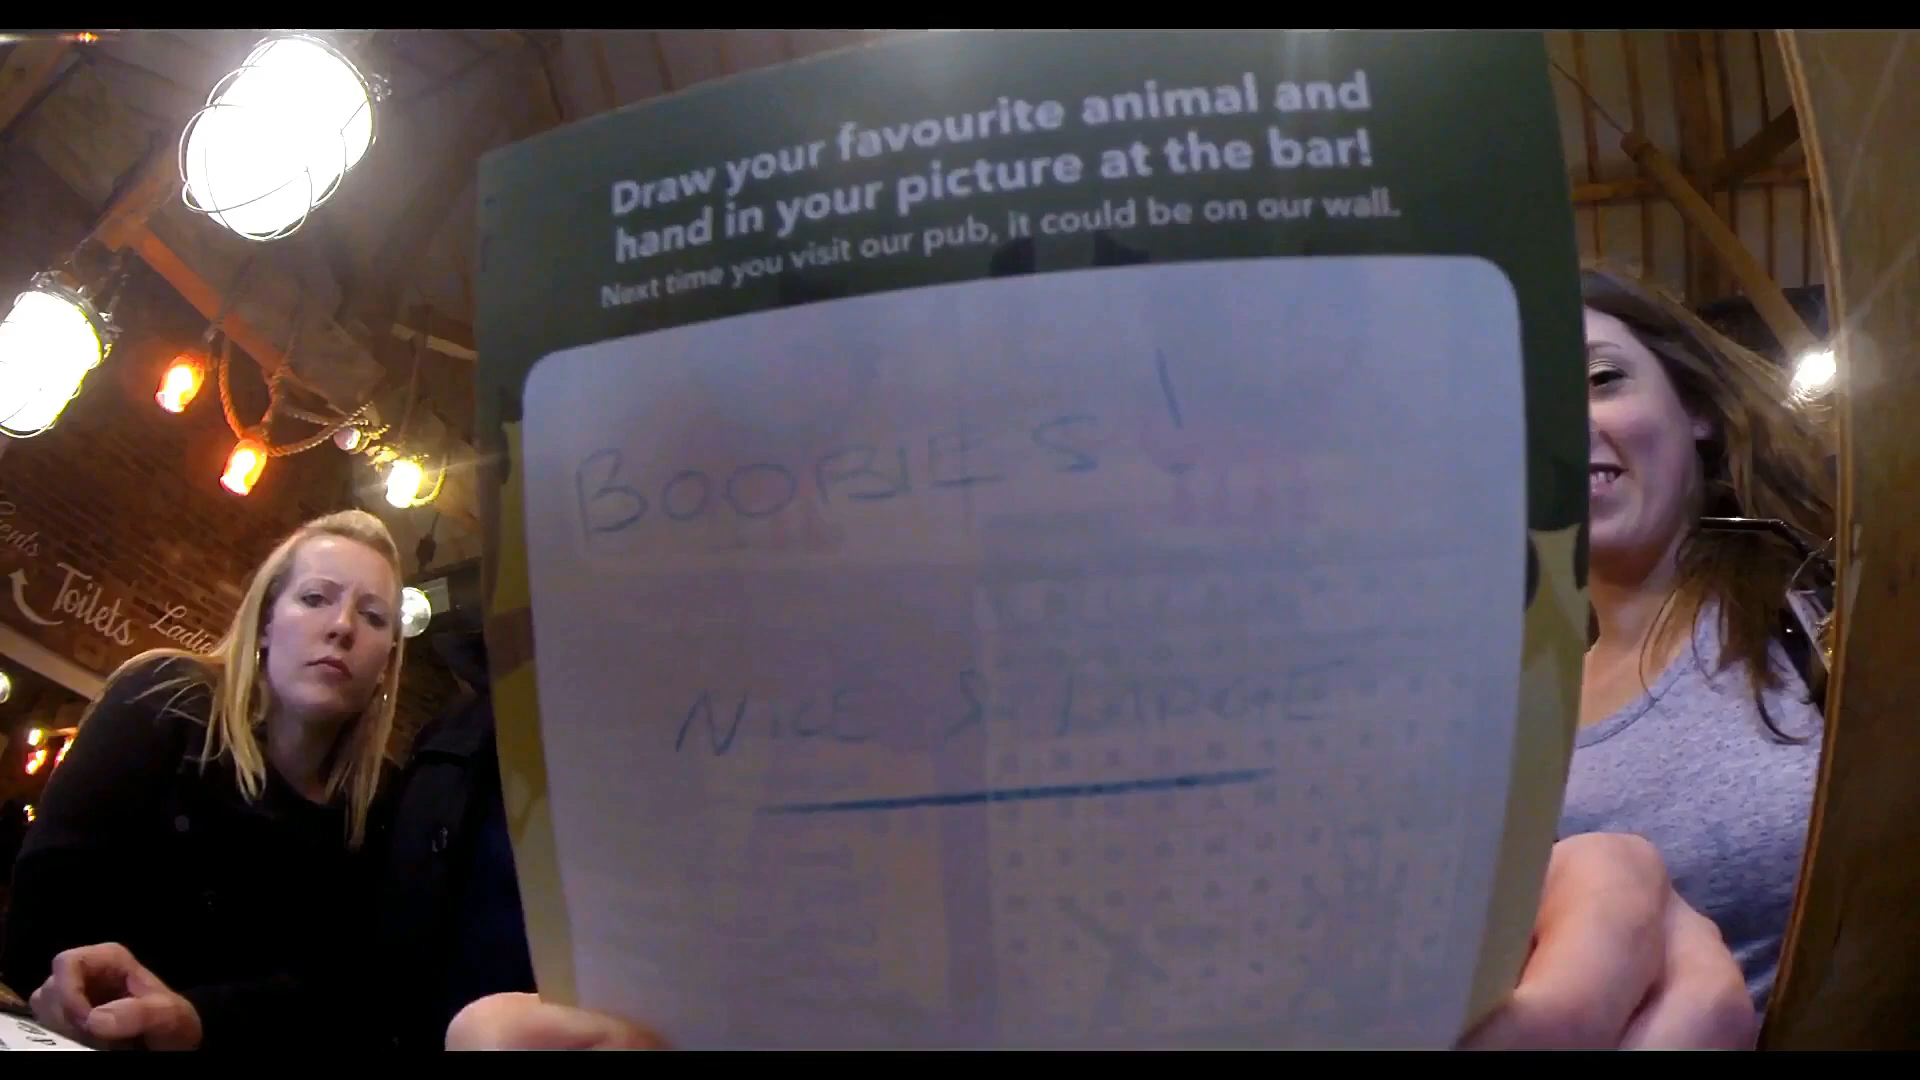 Draw your favourite animal and
hand in your picture at the bar!
Next time you visit our pub, it could be on our wall.
BOOBIES!
NICE & LARGE
Toilets
Ladies